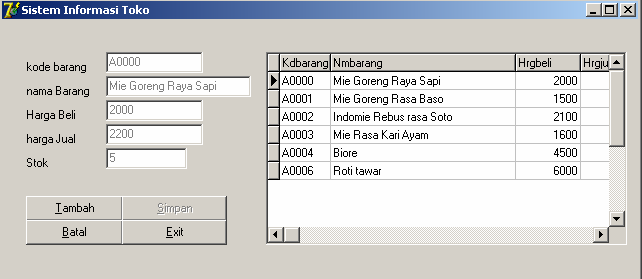 Sistem Informasi Toko
kode barang A0000
nama Barang Mie Goreng Raya Sapi
Harga Beli 2000
harga Jual 2200
Stok 5
Tambah Simpan
Batal Exit
Kdbarang Nmbarang Hrgbeli Hrgju
A0000 Mie Goreng Raya Sapi 2000
A0001 Mie Goreng Rasa Baso 1500
A0002 Indomie Rebus rasa Soto 2100
A0003 Mie Rasa Kari Ayam 1600
A0004 Biore 4500
A0006 Roti tawar 6000